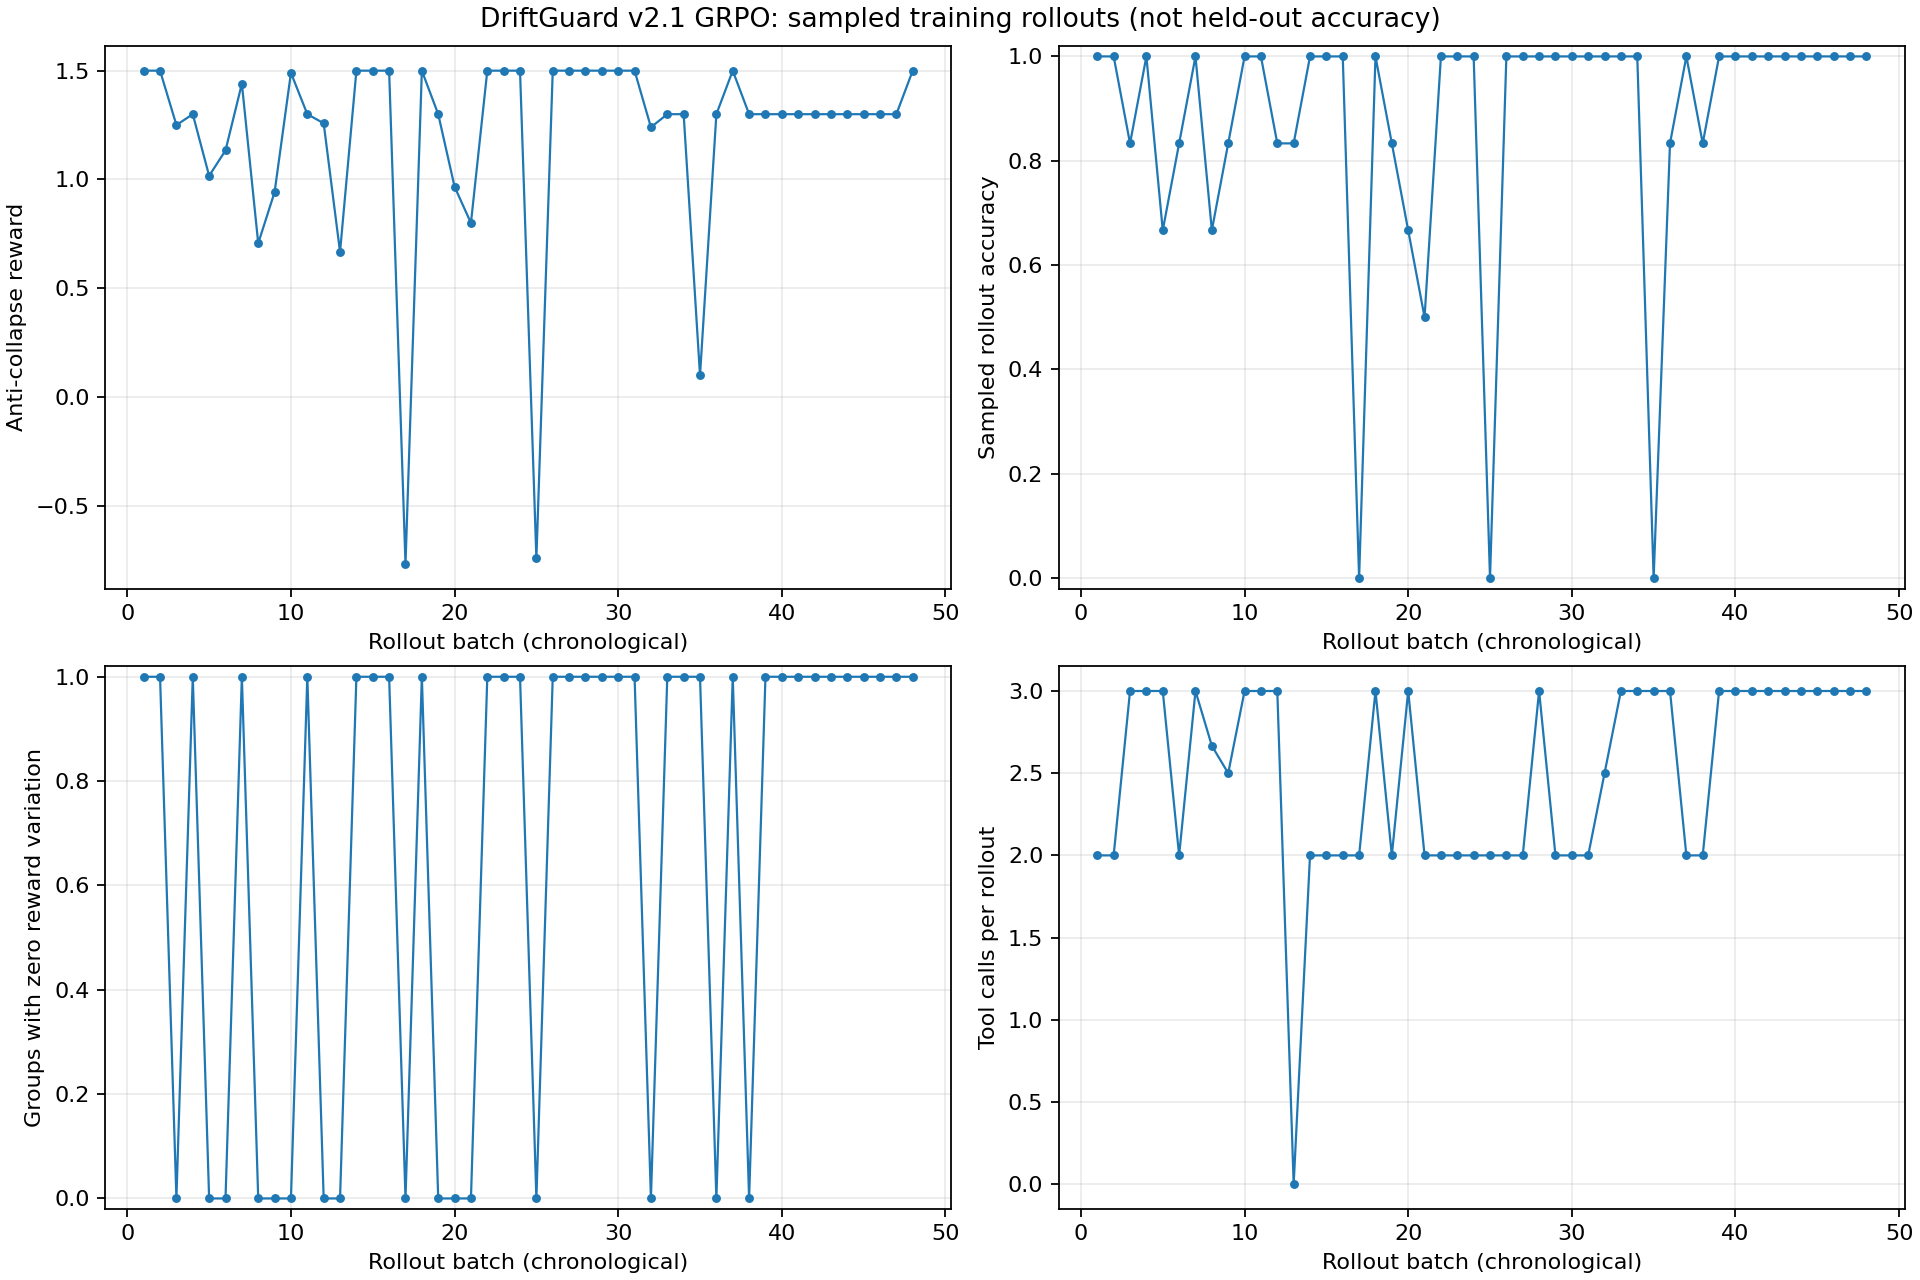 DriftGuard v2.1 GRPO: sampled training rollouts (not held-out accuracy)
Anti-collapse reward
1.5
1.0
0.5
0.0
−0.5
0 10 20 30 40 50
Rollout batch (chronological)
Sampled rollout accuracy
1.0
0.8
0.6
0.4
0.2
0.0
0 10 20 30 40 50
Rollout batch (chronological)
Groups with zero reward variation
1.0
0.8
0.6
0.4
0.2
0.0
0 10 20 30 40 50
Rollout batch (chronological)
Tool calls per rollout
3.0
2.5
2.0
1.5
1.0
0.5
0.0
0 10 20 30 40 50
Rollout batch (chronological)